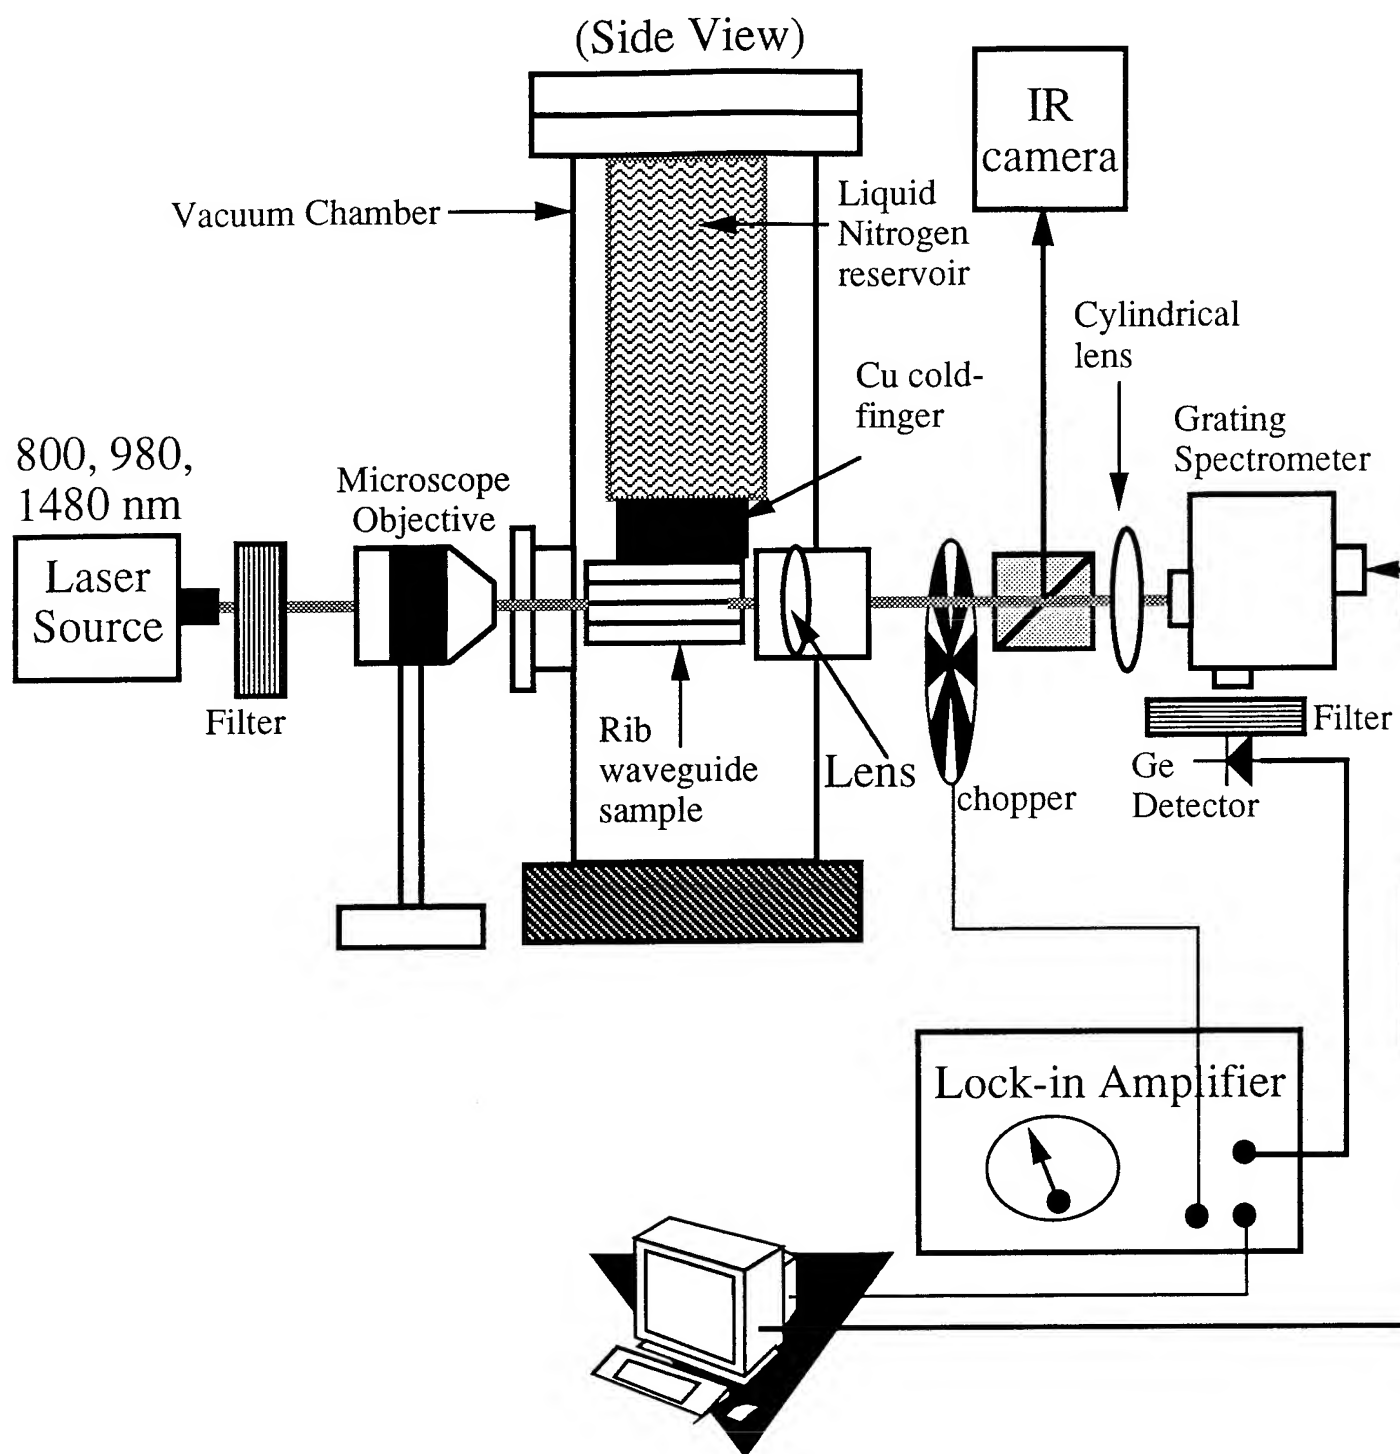 (Side View)
IR
camera
Vacuum Chamber
Liquid
Nitrogen
reservoir
Cylindrical
lens
Cu cold-
finger
Grating
Spectrometer
800, 980,
1480 nm
Microscope
Objective
Laser
Source
Filter
Rib
waveguide
sample
Lens
chopper
Filter
Ge
Detector
Lock-in Amplifier